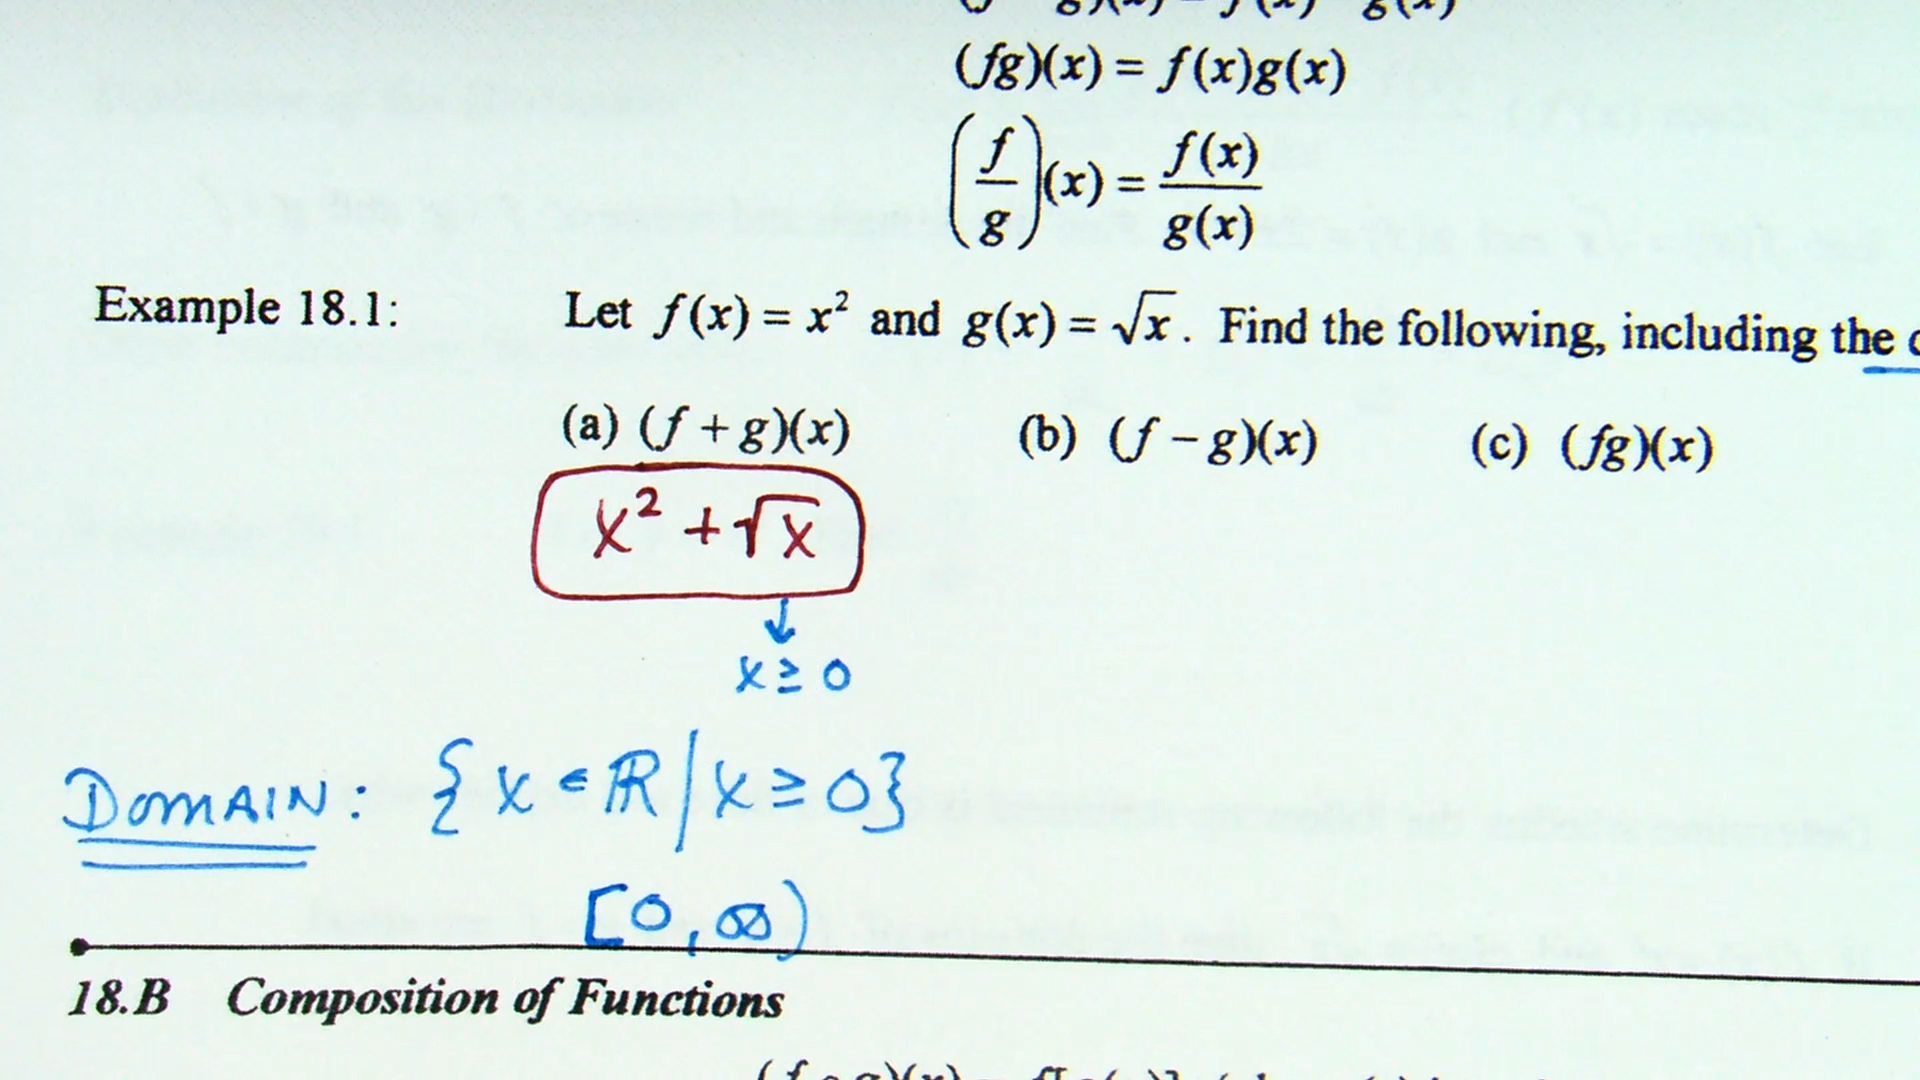 (fg)(x) = f(x)g(x)
(f/g)(x) = f(x)/g(x)
Example 18.1: Let f(x) = x² and g(x) = √x. Find the following, including the
(a) (f + g)(x) (b) (f − g)(x) (c) (fg)(x)
x² + √x
↓
x ≥ 0
DOMAIN: {x ∈ ℝ | x ≥ 0}
[0, ∞)
18.B Composition of Functions